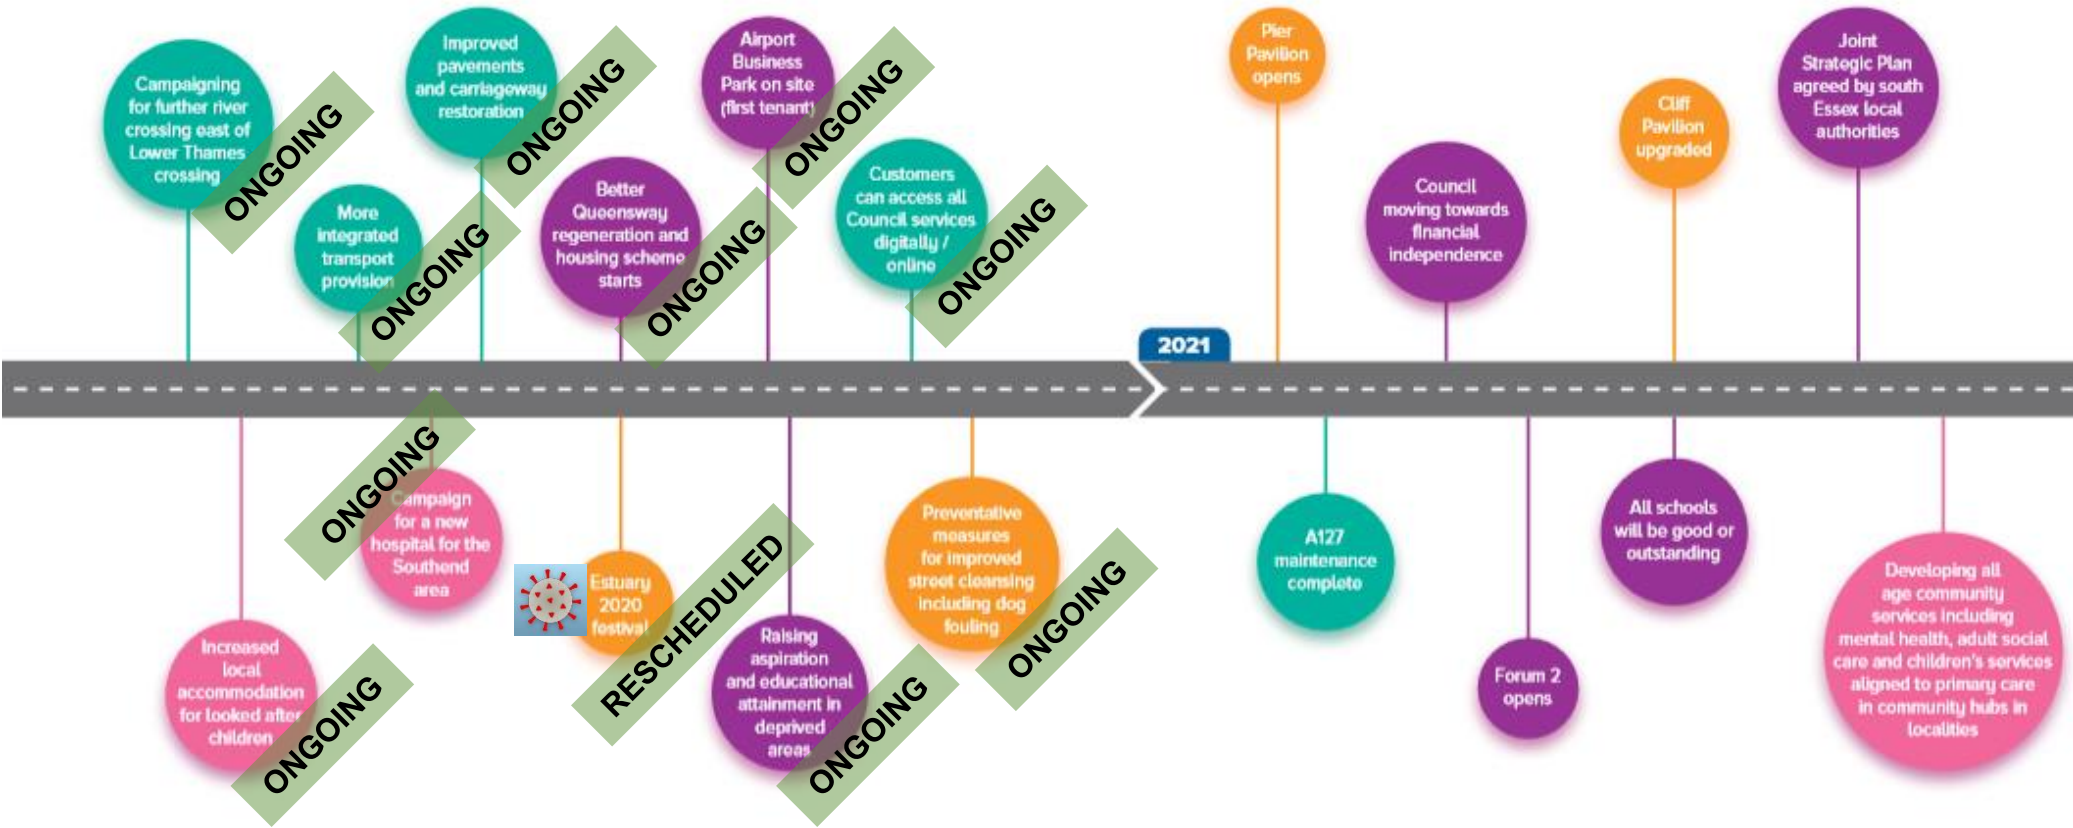 Campaigning
for further river
crossing east of
Lower Thames
crossing
ONGOING
More
integrated
transport
provision
ONGOING
Improved
pavements
and carriageway
restoration
ONGOING
Better
Queensway
regeneration and
housing scheme
starts
ONGOING
Airport
Business
Park on site
(first tenant)
ONGOING
Customers
can access all
Council services
digitally /
online
ONGOING
2021
Pier
Pavilion
opens
Council
moving towards
financial
independence
Cliff
Pavilion
upgraded
Joint
Strategic Plan
agreed by south
Essex local
authorities
Increased
local
accommodation
for looked after
children
ONGOING
Campaign
for a new
hospital for the
Southend
area
ONGOING
Estuary
2020
festival
RESCHEDULED
Raising
aspiration
and educational
attainment in
deprived
areas
ONGOING
Preventative
measures
for improved
street cleansing
including dog
fouling
ONGOING
A127
maintenance
complete
Forum 2
opens
All schools
will be good or
outstanding
Developing all
age community
services including
mental health, adult social
care and children's services
aligned to primary care
in community hubs in
localities